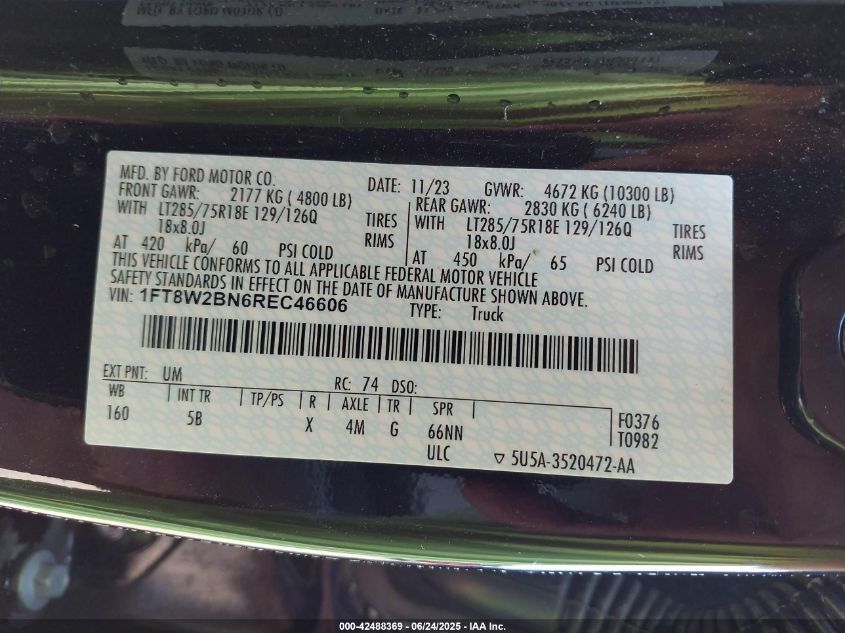 MFD. BY FORD MOTOR CO.
MFD. BY FORD MOTOR CO. DATE: 11/23 GVWR: 4672 KG (10300 LB)
FRONT GAWR: 2177 KG ( 4800 LB) REAR GAWR: 2830 KG ( 6240 LB)
WITH LT285/75R18E 129/126Q TIRES WITH LT285/75R18E 129/126Q TIRES
18x8.0J RIMS 18x8.0J RIMS
AT 420 kPa/ 60 PSI COLD AT 450 kPa/ 65 PSI COLD
THIS VEHICLE CONFORMS TO ALL APPLICABLE FEDERAL MOTOR VEHICLE
SAFETY STANDARDS IN EFFECT ON THE DATE OF MANUFACTURE SHOWN ABOVE.
VIN: 1FT8W2BN6REC46606 TYPE: Truck
EXT PNT: UM RC: 74 DSO:
WB INT TR TP/PS R AXLE TR SPR F0376
160 5B X 4M G 66NN T0982
ULC ▽ 5U5A-3520472-AA
000-42488369 - 06/24/2025 - IAA Inc.